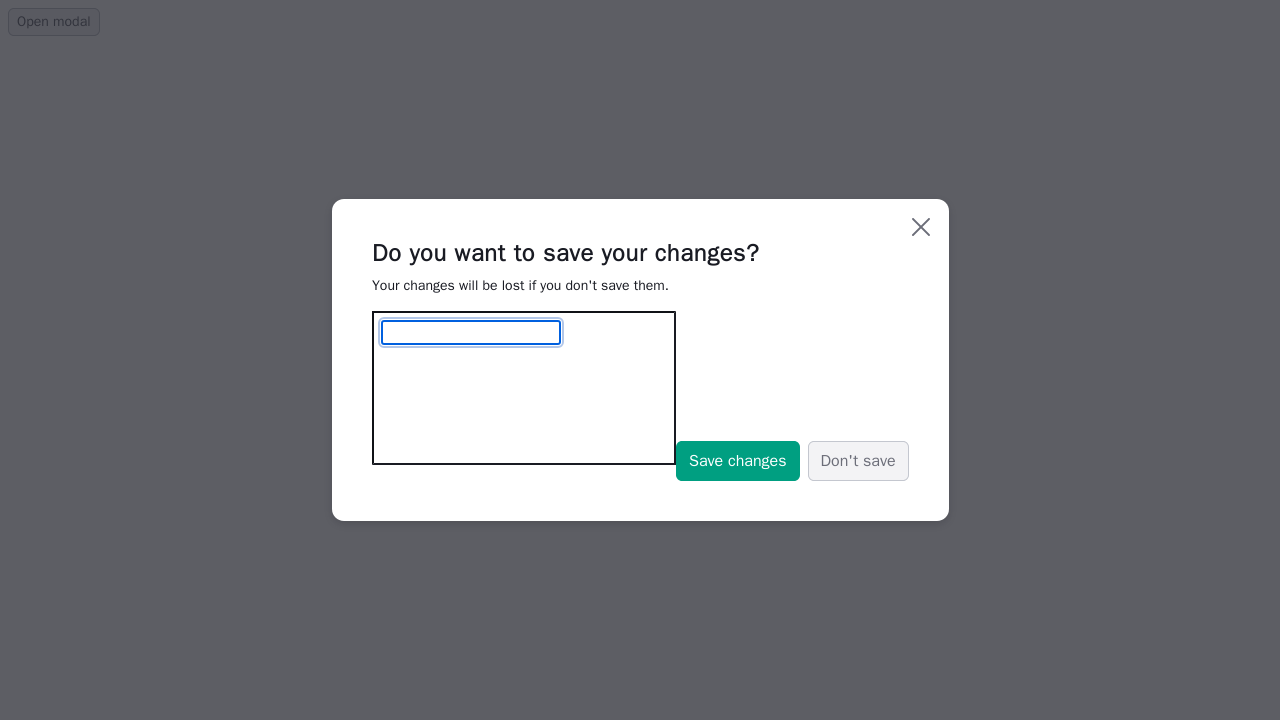 Open modal
Do you want to save your changes?
Your changes will be lost if you don't save them.
Save changes
Don't save